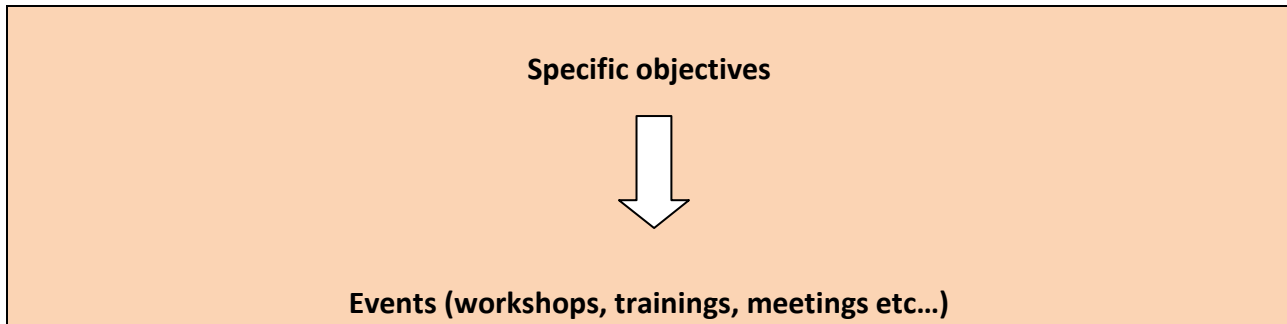 Specific objectives
Events (workshops, trainings, meetings etc…)